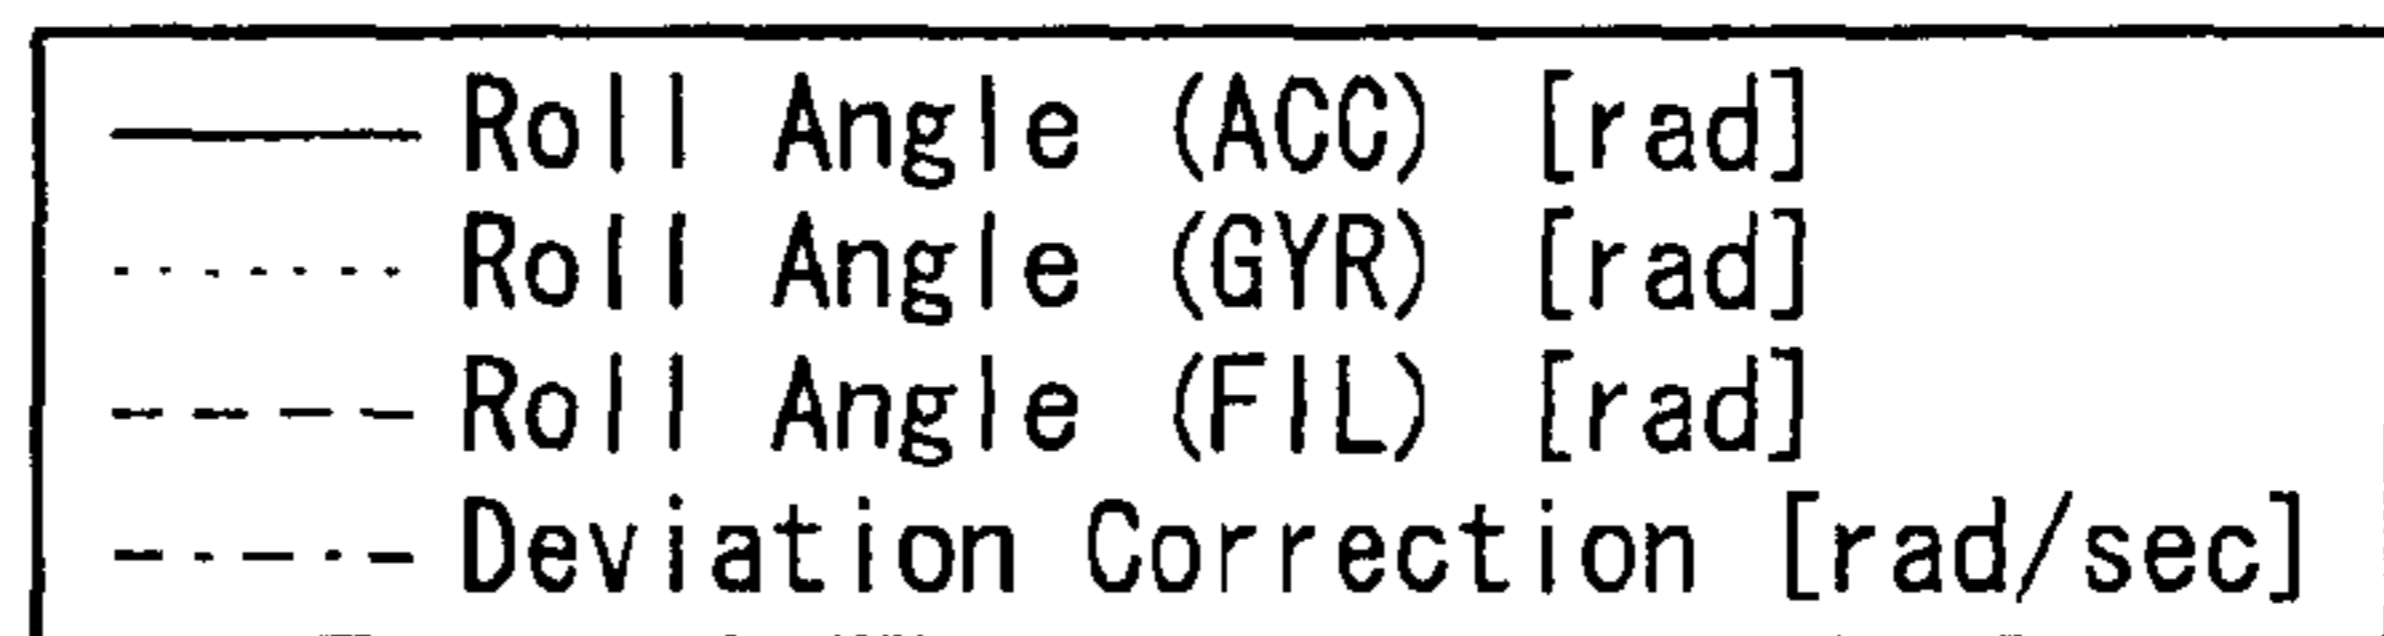 Roll Angle (ACC) [rad]
Roll Angle (GYR) [rad]
Roll Angle (FIL) [rad]
Deviation Correction [rad/sec]